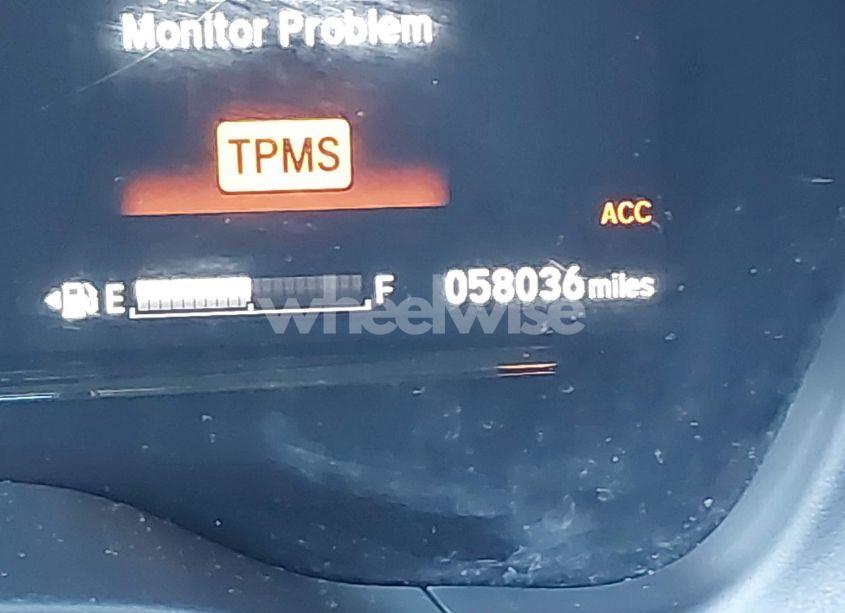 Monitor Problem
TPMS
ACC
E F 058036 miles
wheelwise